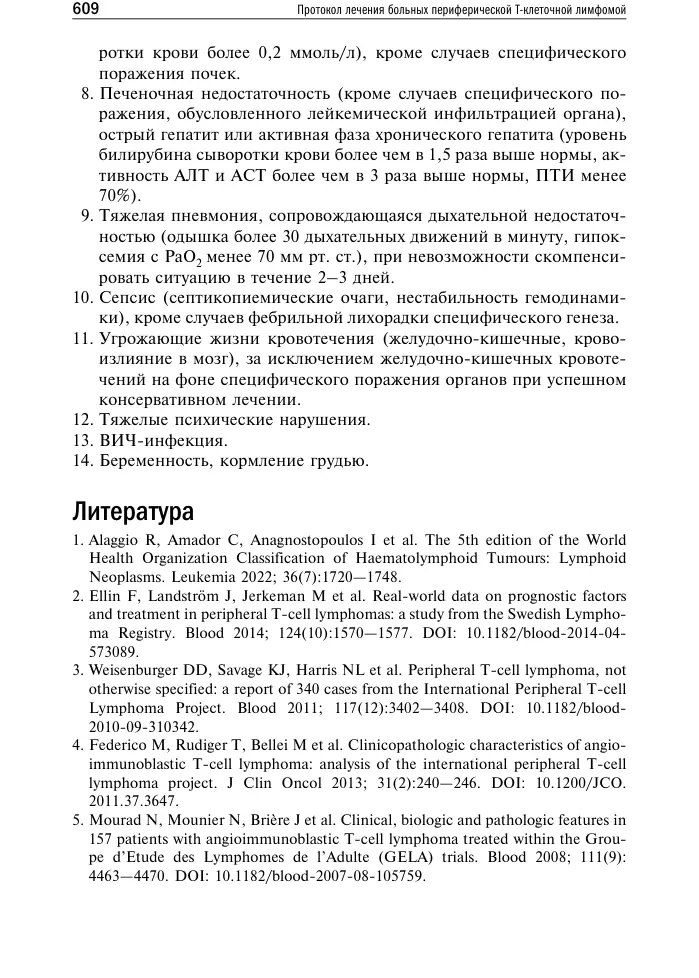 609
Протокол лечения больных периферической Т-клеточной лимфомой
ротки крови более 0,2 ммоль/л), кроме случаев специфического
поражения почек.
8. Печеночная недостаточность (кроме случаев специфического по-
ражения, обусловленного лейкемической инфильтрацией органа),
острый гепатит или активная фаза хронического гепатита (уровень
билирубина сыворотки крови более чем в 1,5 раза выше нормы, ак-
тивность АЛТ и АСТ более чем в 3 раза выше нормы, ПТИ менее
70%).
9. Тяжелая пневмония, сопровождающаяся дыхательной недостаточ-
ностью (одышка более 30 дыхательных движений в минуту, гипок-
семия с PaO2 менее 70 мм рт. ст.), при невозможности скомпенси-
ровать ситуацию в течение 2—3 дней.
10. Сепсис (септикопиемические очаги, нестабильность гемодинами-
ки), кроме случаев фебрильной лихорадки специфического генеза.
11. Угрожающие жизни кровотечения (желудочно-кишечные, крово-
излияние в мозг), за исключением желудочно-кишечных кровоте-
чений на фоне специфического поражения органов при успешном
консервативном лечении.
12. Тяжелые психические нарушения.
13. ВИЧ-инфекция.
14. Беременность, кормление грудью.
Литература
1. Alaggio R, Amador C, Anagnostopoulos I et al. The 5th edition of the World
Health Organization Classification of Haematolymphoid Tumours: Lymphoid
Neoplasms. Leukemia 2022; 36(7):1720—1748.
2. Ellin F, Landström J, Jerkeman M et al. Real-world data on prognostic factors
and treatment in peripheral T-cell lymphomas: a study from the Swedish Lympho-
ma Registry. Blood 2014; 124(10):1570—1577. DOI: 10.1182/blood-2014-04-
573089.
3. Weisenburger DD, Savage KJ, Harris NL et al. Peripheral T-cell lymphoma, not
otherwise specified: a report of 340 cases from the International Peripheral T-cell
Lymphoma Project. Blood 2011; 117(12):3402—3408. DOI: 10.1182/blood-
2010-09-310342.
4. Federico M, Rudiger T, Bellei M et al. Clinicopathologic characteristics of angio-
immunoblastic T-cell lymphoma: analysis of the international peripheral T-cell
lymphoma project. J Clin Oncol 2013; 31(2):240—246. DOI: 10.1200/JCO.
2011.37.3647.
5. Mourad N, Mounier N, Brière J et al. Clinical, biologic and pathologic features in
157 patients with angioimmunoblastic T-cell lymphoma treated within the Grou-
pe d’Etude des Lymphomes de l’Adulte (GELA) trials. Blood 2008; 111(9):
4463—4470. DOI: 10.1182/blood-2007-08-105759.